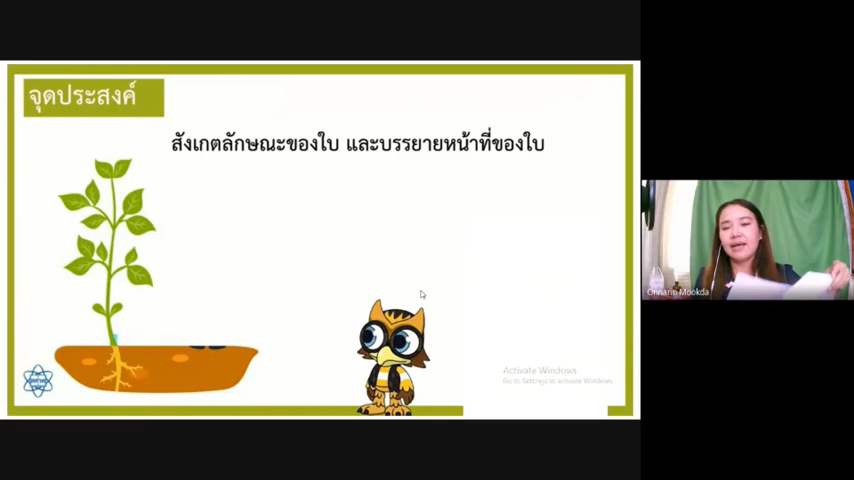 จุดประสงค์
สังเกตลักษณะของใบ และบรรยายหน้าที่ของใบ
Onnarin Mookda
Activate Windows
Go to Settings to activate Windows